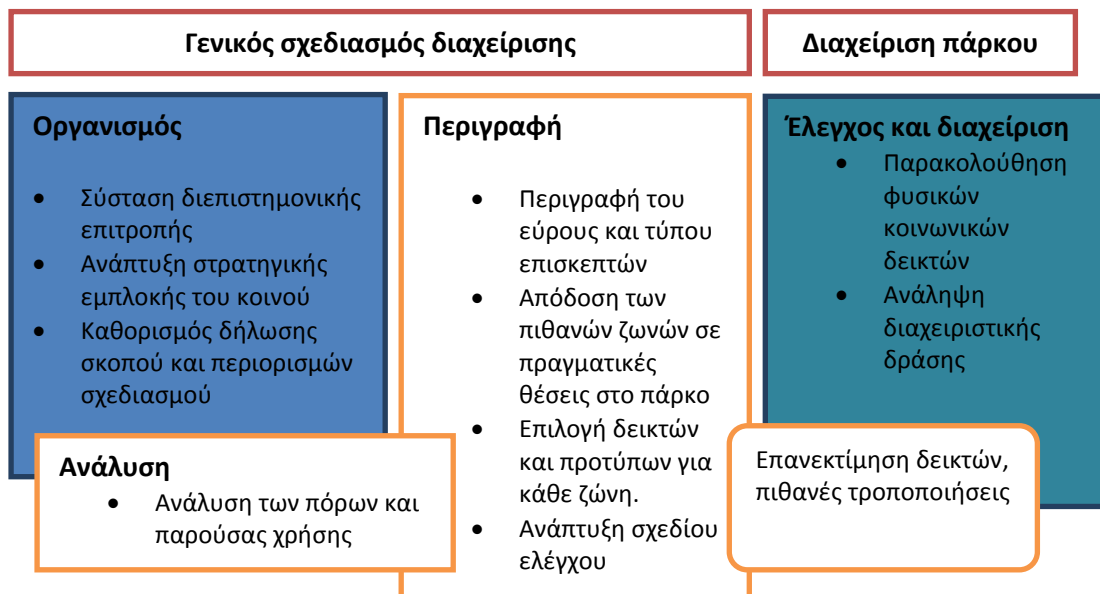 Γενικός σχεδιασμός διαχείρισης
Διαχείριση πάρκου
Οργανισμός
• Σύσταση διεπιστημονικής
επιτροπής
• Ανάπτυξη στρατηγικής
εμπλοκής του κοινού
• Καθορισμός δήλωσης
σκοπού και περιορισμών
σχεδιασμού
Ανάλυση
• Ανάλυση των πόρων και
παρούσας χρήσης
Περιγραφή
• Περιγραφή του
εύρους και τύπου
επισκεπτών
• Απόδοση των
πιθανών ζωνών σε
πραγματικές
θέσεις στο πάρκο
• Επιλογή δεικτών
και προτύπων για
κάθε ζώνη.
• Ανάπτυξη σχεδίου
ελέγχου
Έλεγχος και διαχείριση
• Παρακολούθηση
φυσικών
κοινωνικών
δεικτών
• Ανάληψη
διαχειριστικής
δράσης
Επανεκτίμηση δεικτών,
πιθανές τροποποιήσεις